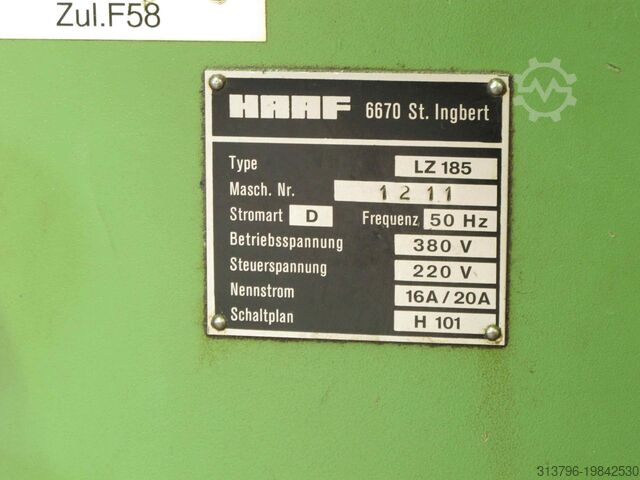 Zul.F58
HAAF 6670 St. Ingbert
Type LZ 185
Masch. Nr. 1211
Stromart D Frequenz 50 Hz
Betriebsspannung 380 V
Steuerspannung 220 V
Nennstrom 16A/20A
Schaltplan H 101
313796-19842530